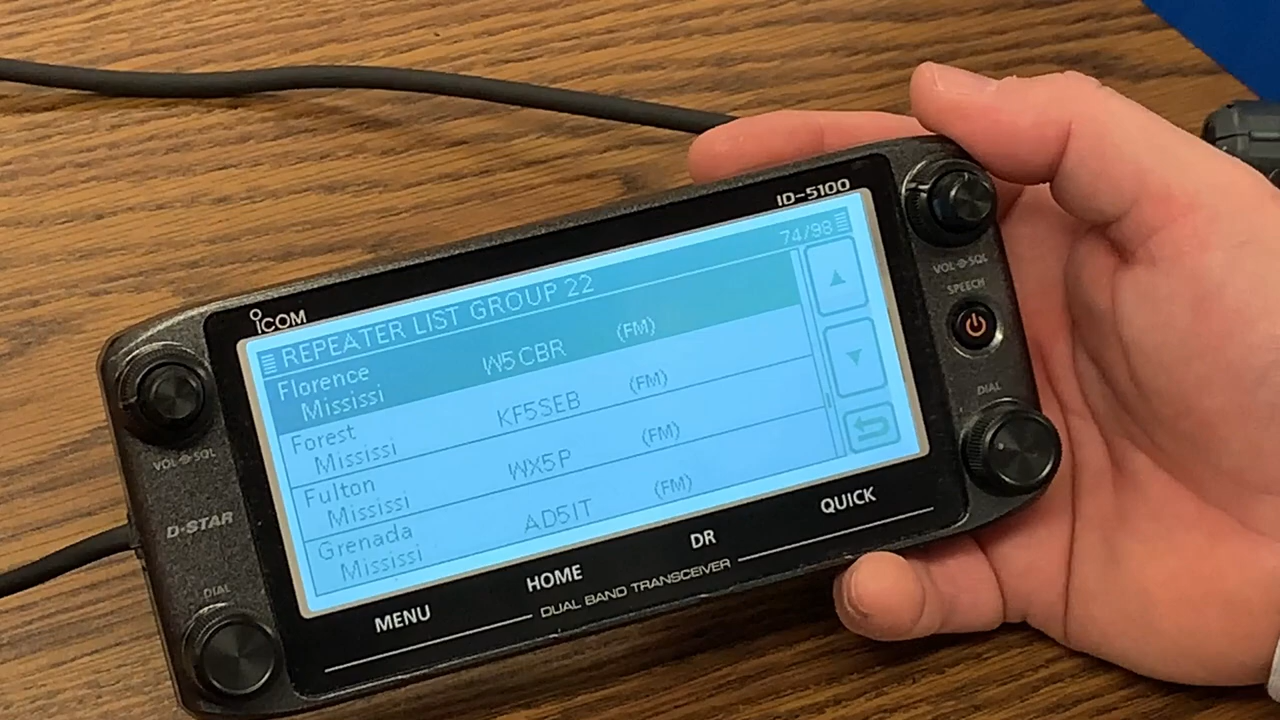 ID-5100
ICOM
74/98
REPEATER LIST GROUP 22
Florence W5CBR (FM)
Mississi
Forest KF5SEB (FM)
Mississi
Fulton WX5P (FM)
Mississi
Grenada AD5IT (FM)
Mississi
VOL SQL
VOL SQL
SPEECH
DIAL
D-STAR
DIAL
MENU
HOME
DR
QUICK
DUAL BAND TRANSCEIVER